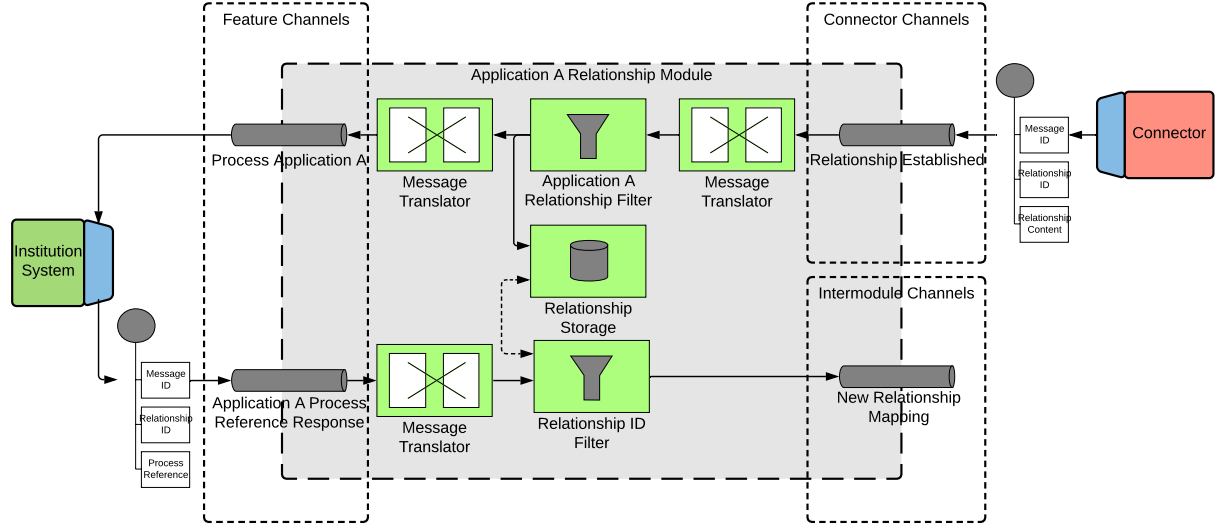 Feature Channels
Connector Channels
Application A Relationship Module
Process Application A
Message
Translator
Application A
Relationship Filter
Message
Translator
Relationship Established
Message
ID
Relationship
ID
Relationship
Content
Connector
Institution
System
Relationship
Storage
Intermodule Channels
Message
ID
Relationship
ID
Process
Reference
Application A Process
Reference Response
Message
Translator
Relationship ID
Filter
New Relationship
Mapping